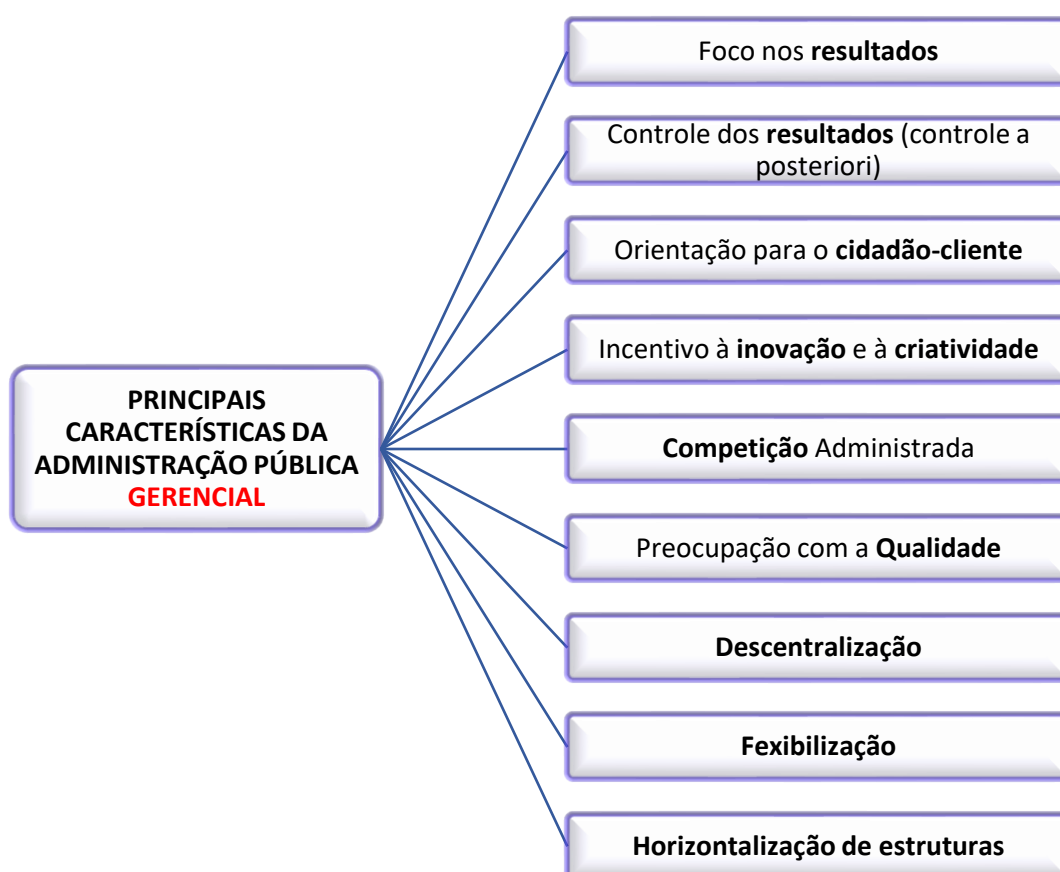 Foco nos resultados
Controle dos resultados (controle a
posteriori)
Orientação para o cidadão-cliente
Incentivo à inovação e à criatividade
PRINCIPAIS
CARACTERÍSTICAS DA
ADMINISTRAÇÃO PÚBLICA
GERENCIAL
Competição Administrada
Preocupação com a Qualidade
Descentralização
Fexibilização
Horizontalização de estruturas